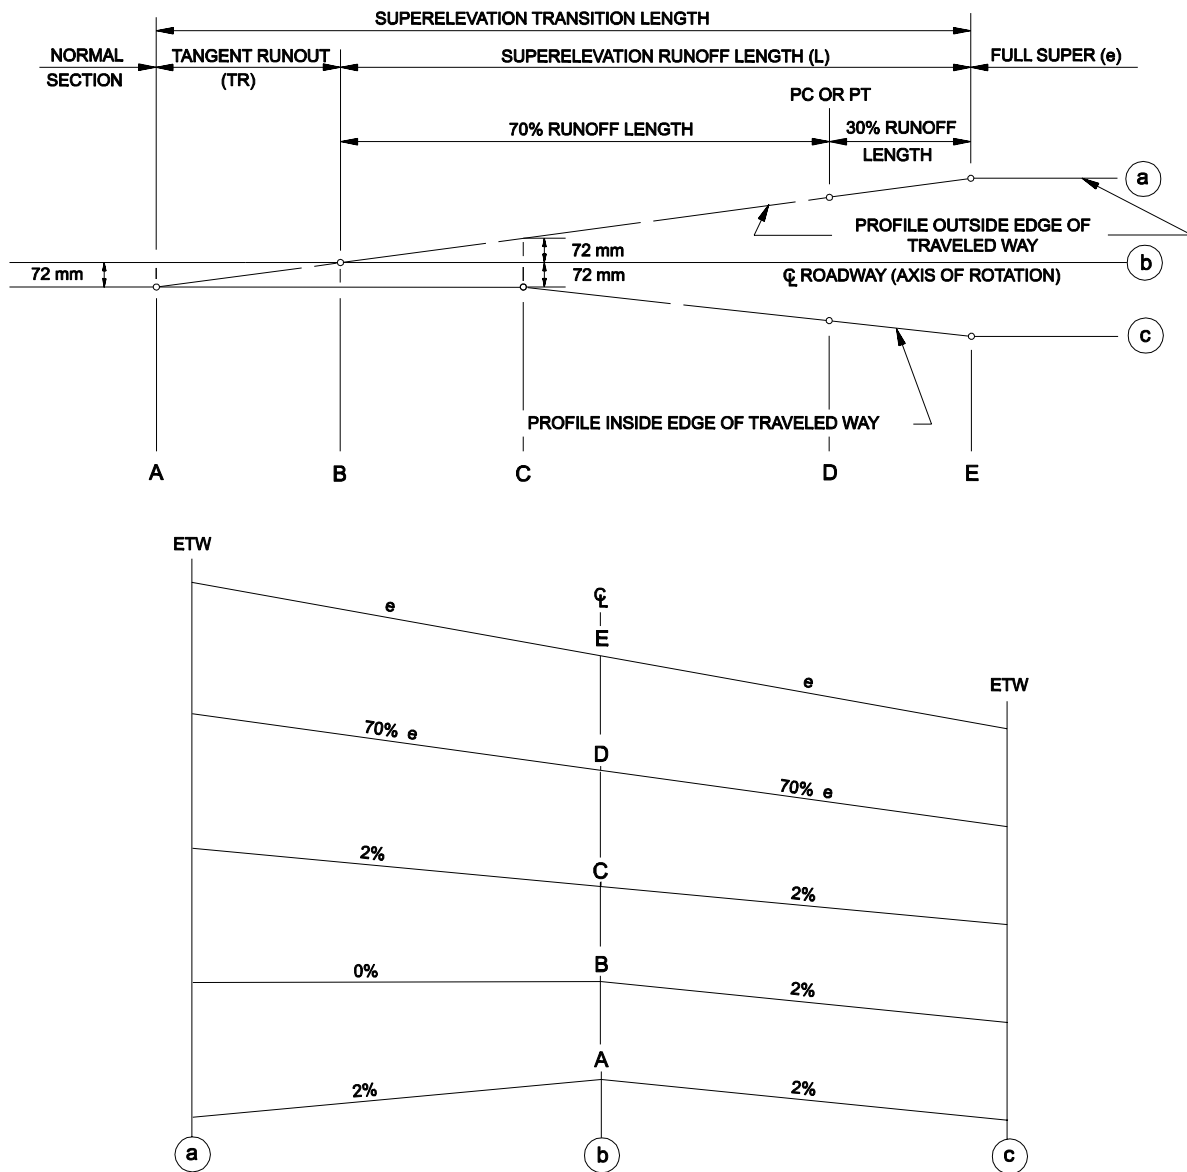 SUPERELEVATION TRANSITION LENGTH
NORMAL
SECTION
TANGENT RUNOUT
(TR)
SUPERELEVATION RUNOFF LENGTH (L)
FULL SUPER (e)
PC OR PT
70% RUNOFF LENGTH
30% RUNOFF
LENGTH
a
PROFILE OUTSIDE EDGE OF
TRAVELED WAY
72 mm
72 mm
72 mm
b
℄ ROADWAY (AXIS OF ROTATION)
c
PROFILE INSIDE EDGE OF TRAVELED WAY
A
B
C
D
E
ETW
℄
e
E
e
ETW
70% e
D
70% e
2%
C
2%
0%
B
2%
2%
A
2%
a
b
c